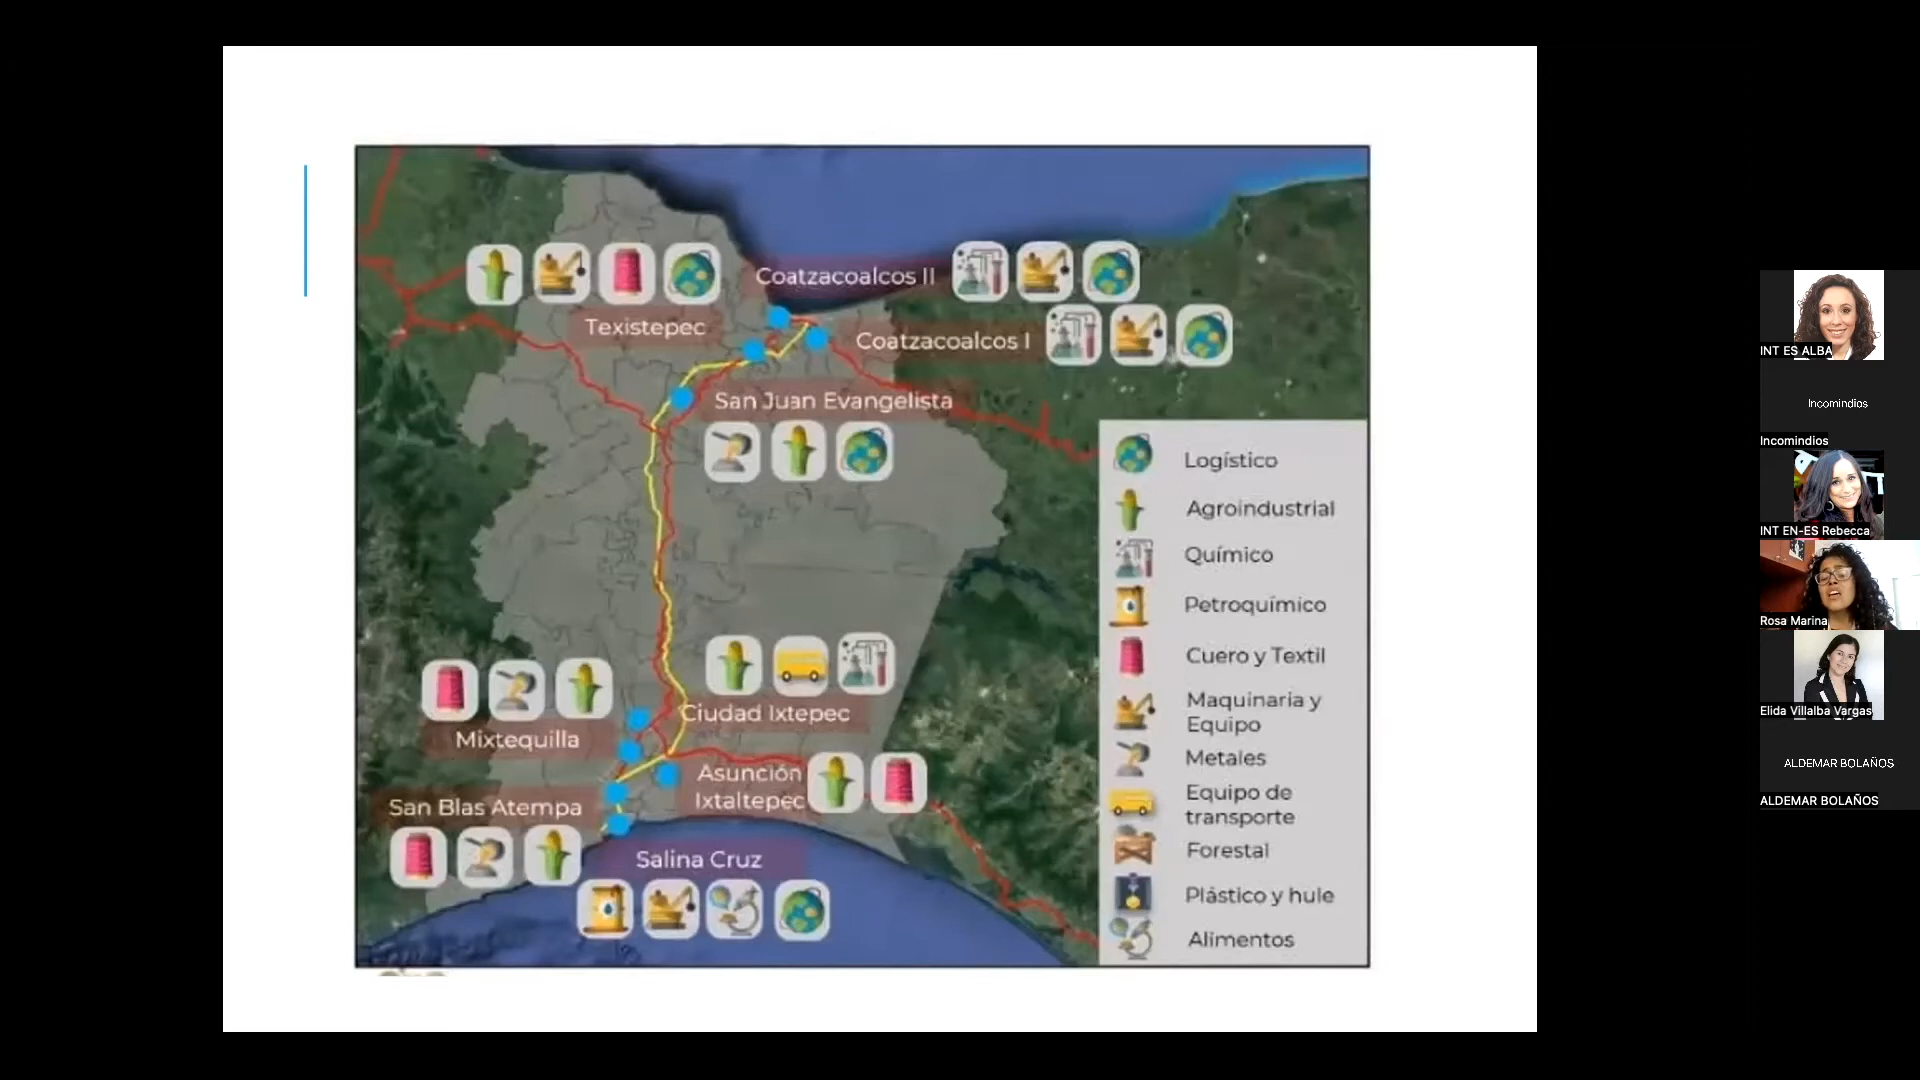 Coatzacoalcos II
Texistepec
Coatzacoalcos I
San Juan Evangelista
Ciudad Ixtepec
Mixtequilla
Asunción
Ixtaltepec
San Blas Atempa
Salina Cruz
Logístico
Agroindustrial
Químico
Petroquímico
Cuero y Textil
Maquinaria y
Equipo
Metales
Equipo de
transporte
Forestal
Plástico y hule
Alimentos
INT ES ALBA
Incomindios
Incomindios
INT EN-ES Rebecca
Rosa Marina
Elida Villalba Vargas
ALDEMAR BOLAÑOS
ALDEMAR BOLAÑOS